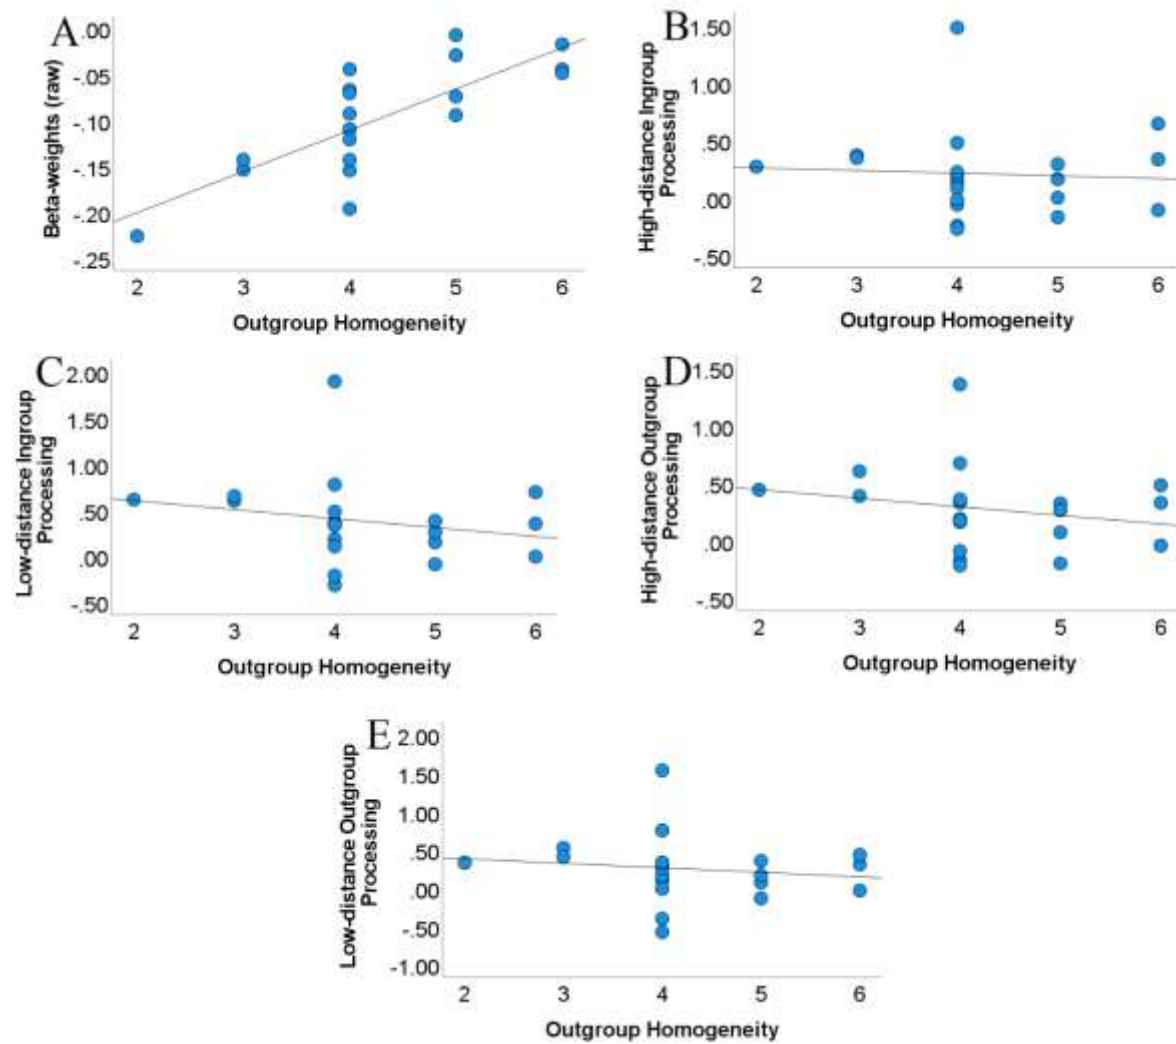 A
.00
-.05
-.10
-.15
-.20
-.25
Beta-weights (raw)
2 3 4 5 6
Outgroup Homogeneity
B
1.50
1.00
.50
.00
-.50
High-distance Ingroup
Processing
2 3 4 5 6
Outgroup Homogeneity
C
2.00
1.50
1.00
.50
.00
-.50
Low-distance Ingroup
Processing
2 3 4 5 6
Outgroup Homogeneity
D
1.50
1.00
.50
.00
-.50
High-distance Outgroup
Processing
2 3 4 5 6
Outgroup Homogeneity
E
2.00
1.50
1.00
.50
.00
-.50
-1.00
Low-distance Outgroup
Processing
2 3 4 5 6
Outgroup Homogeneity